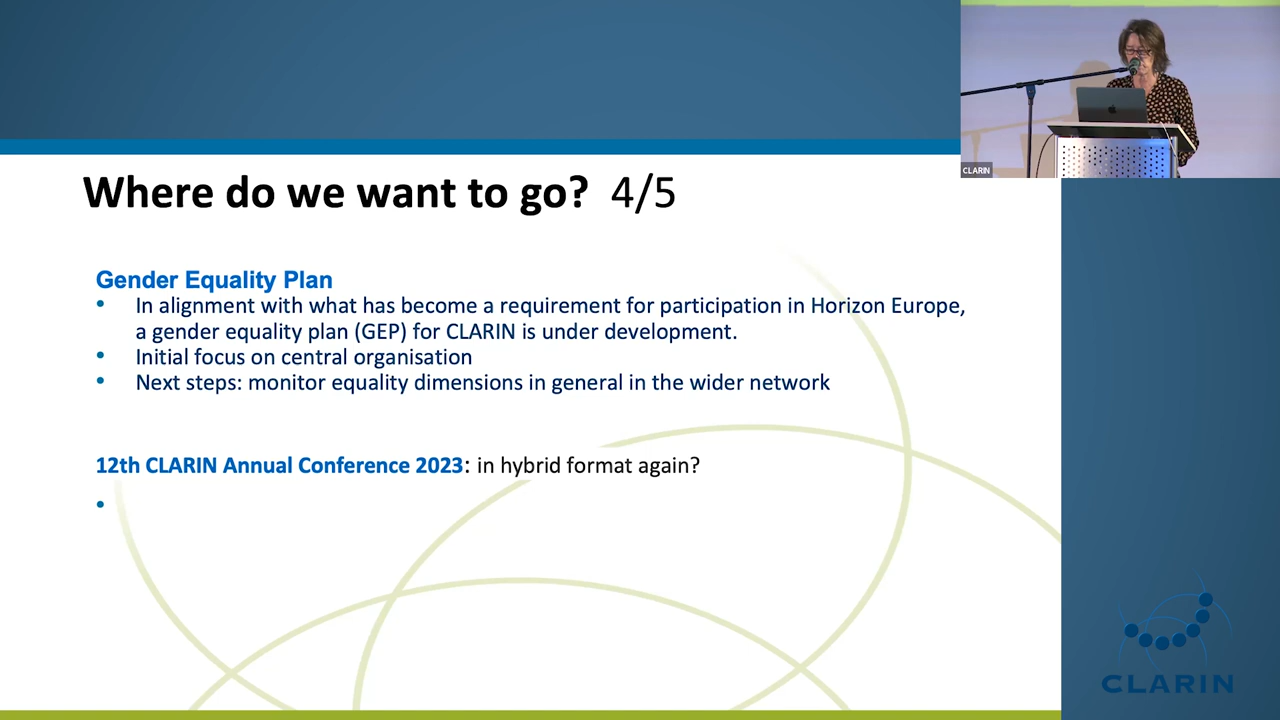 CLARIN
Where do we want to go? 4/5
Gender Equality Plan
• In alignment with what has become a requirement for participation in Horizon Europe,
a gender equality plan (GEP) for CLARIN is under development.
• Initial focus on central organisation
• Next steps: monitor equality dimensions in general in the wider network
12th CLARIN Annual Conference 2023: in hybrid format again?
•
CLARIN